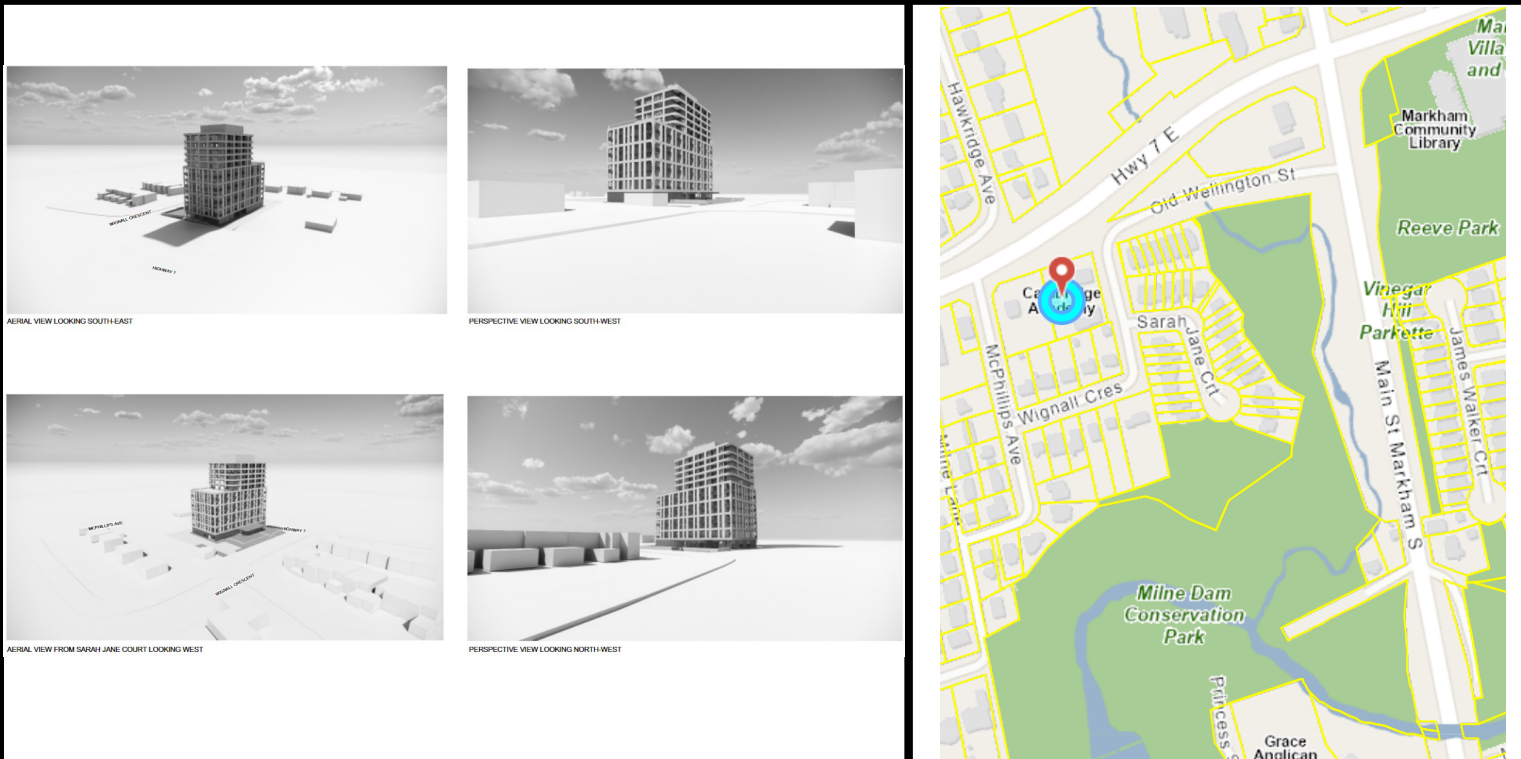 WIGNALL CRESCENT
HIGHWAY 7
AERIAL VIEW LOOKING SOUTH-EAST
PERSPECTIVE VIEW LOOKING SOUTH-WEST
MCPHILLIPS AVE
HIGHWAY 7
WIGNALL CRESCENT
AERIAL VIEW FROM SARAH JANE COURT LOOKING WEST
PERSPECTIVE VIEW LOOKING NORTH-WEST
Hawkridge Ave
Hwy 7 E
Markham
Community
Library
Villa
and
Old Wellington St
Reeve Park
Vinegar
Hill
Parkette
Sarah Jane Crt
McPhillips Ave
Wignall Cres
Main St Markham S
James Walker Crt
Milne Dam
Conservation
Park
Princess
Grace
Anglican